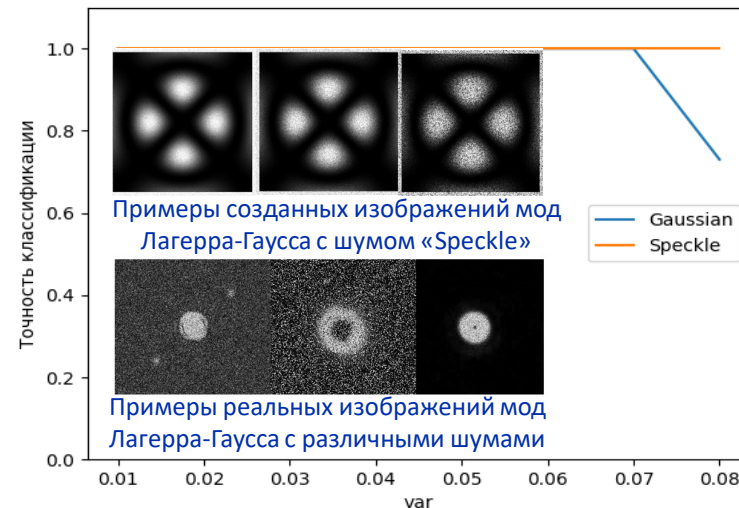 1.0
0.8
0.6
0.4
0.2
0.0
Точность классификации
Примеры созданных изображений мод
Лагерра-Гаусса с шумом «Speckle»
Gaussian
Speckle
Примеры реальных изображений мод
Лагерра-Гаусса с различными шумами
0.01 0.02 0.03 0.04 0.05 0.06 0.07 0.08
var